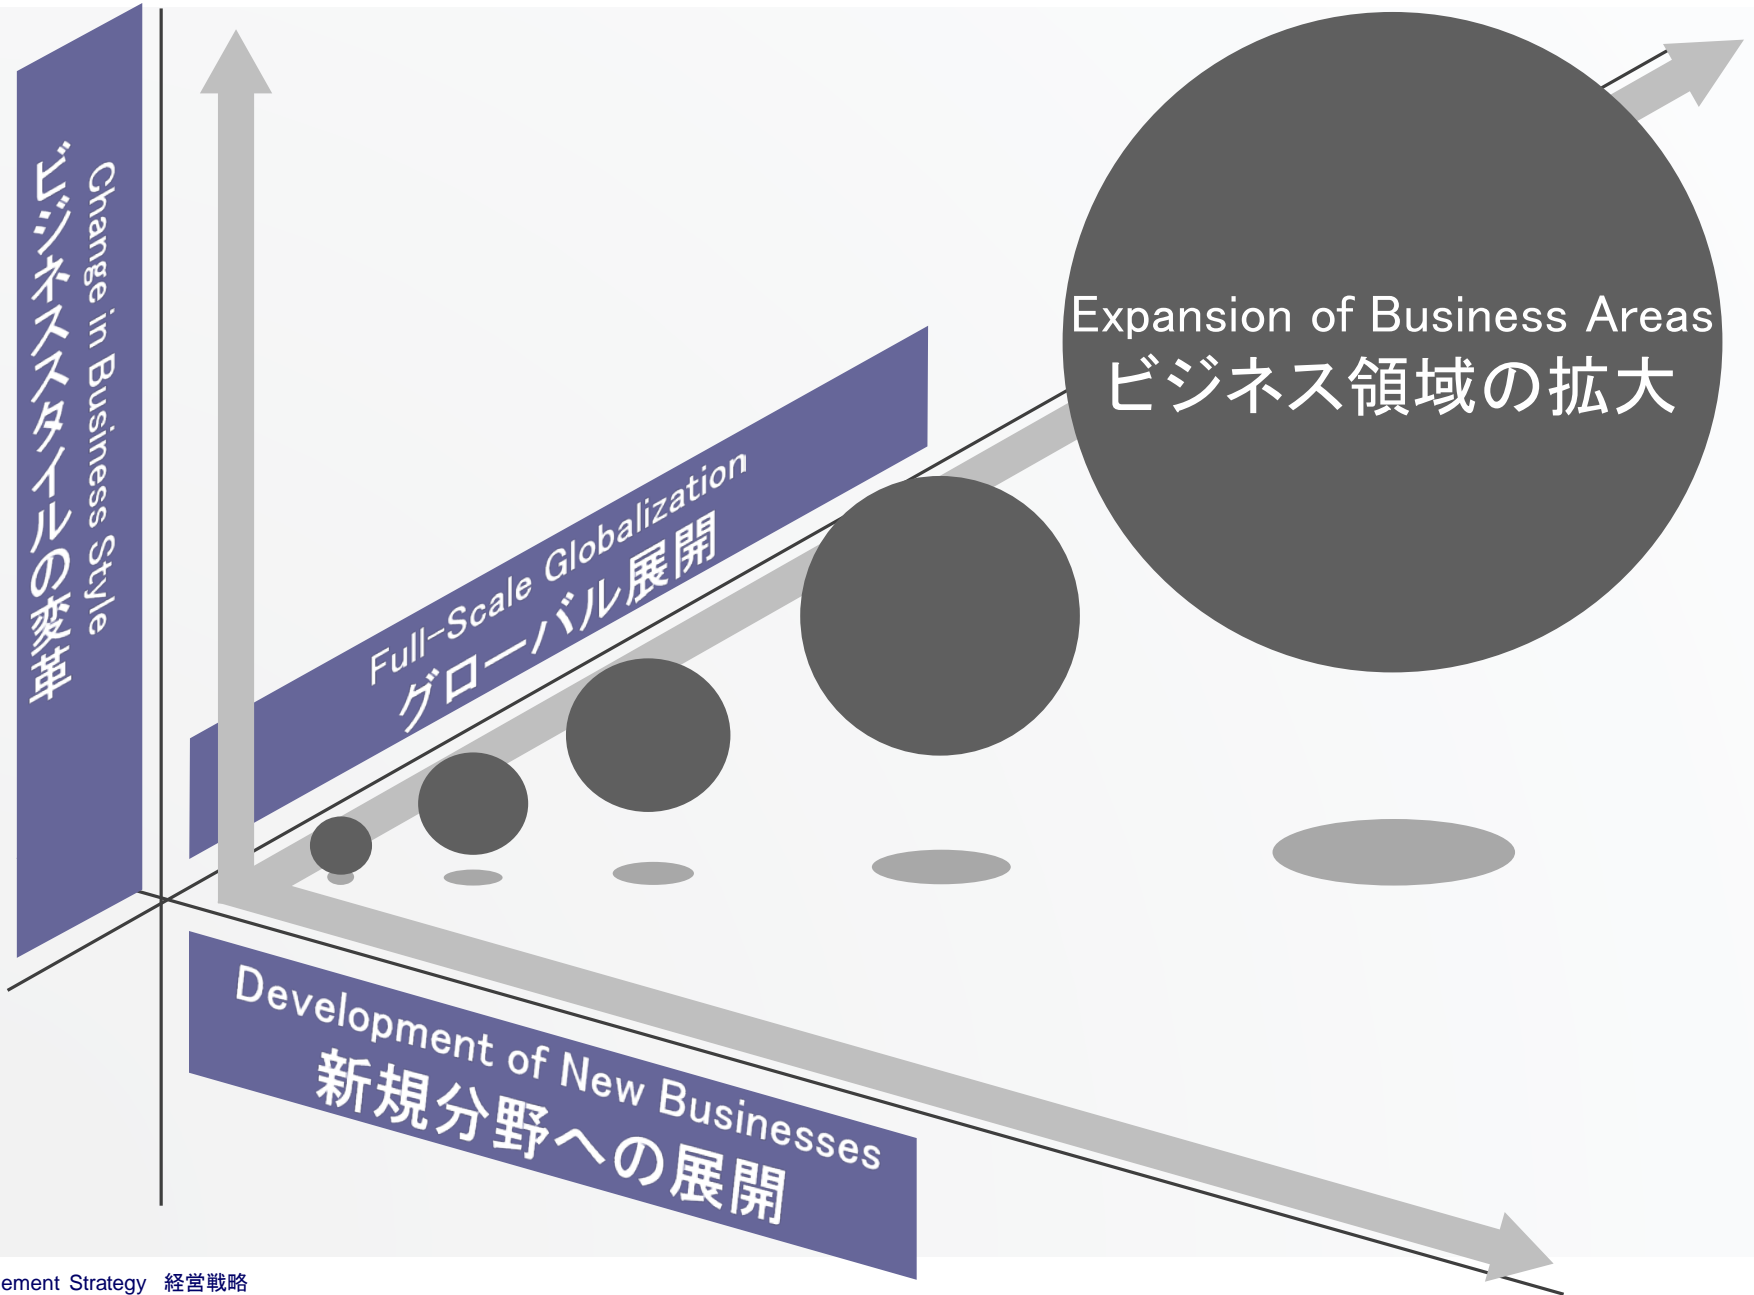 Change in Business Style
ビジネススタイルの変革
Expansion of Business Areas
ビジネス領域の拡大
Full-Scale Globalization
グローバル展開
Development of New Businesses
新規分野への展開
ement Strategy 経営戦略